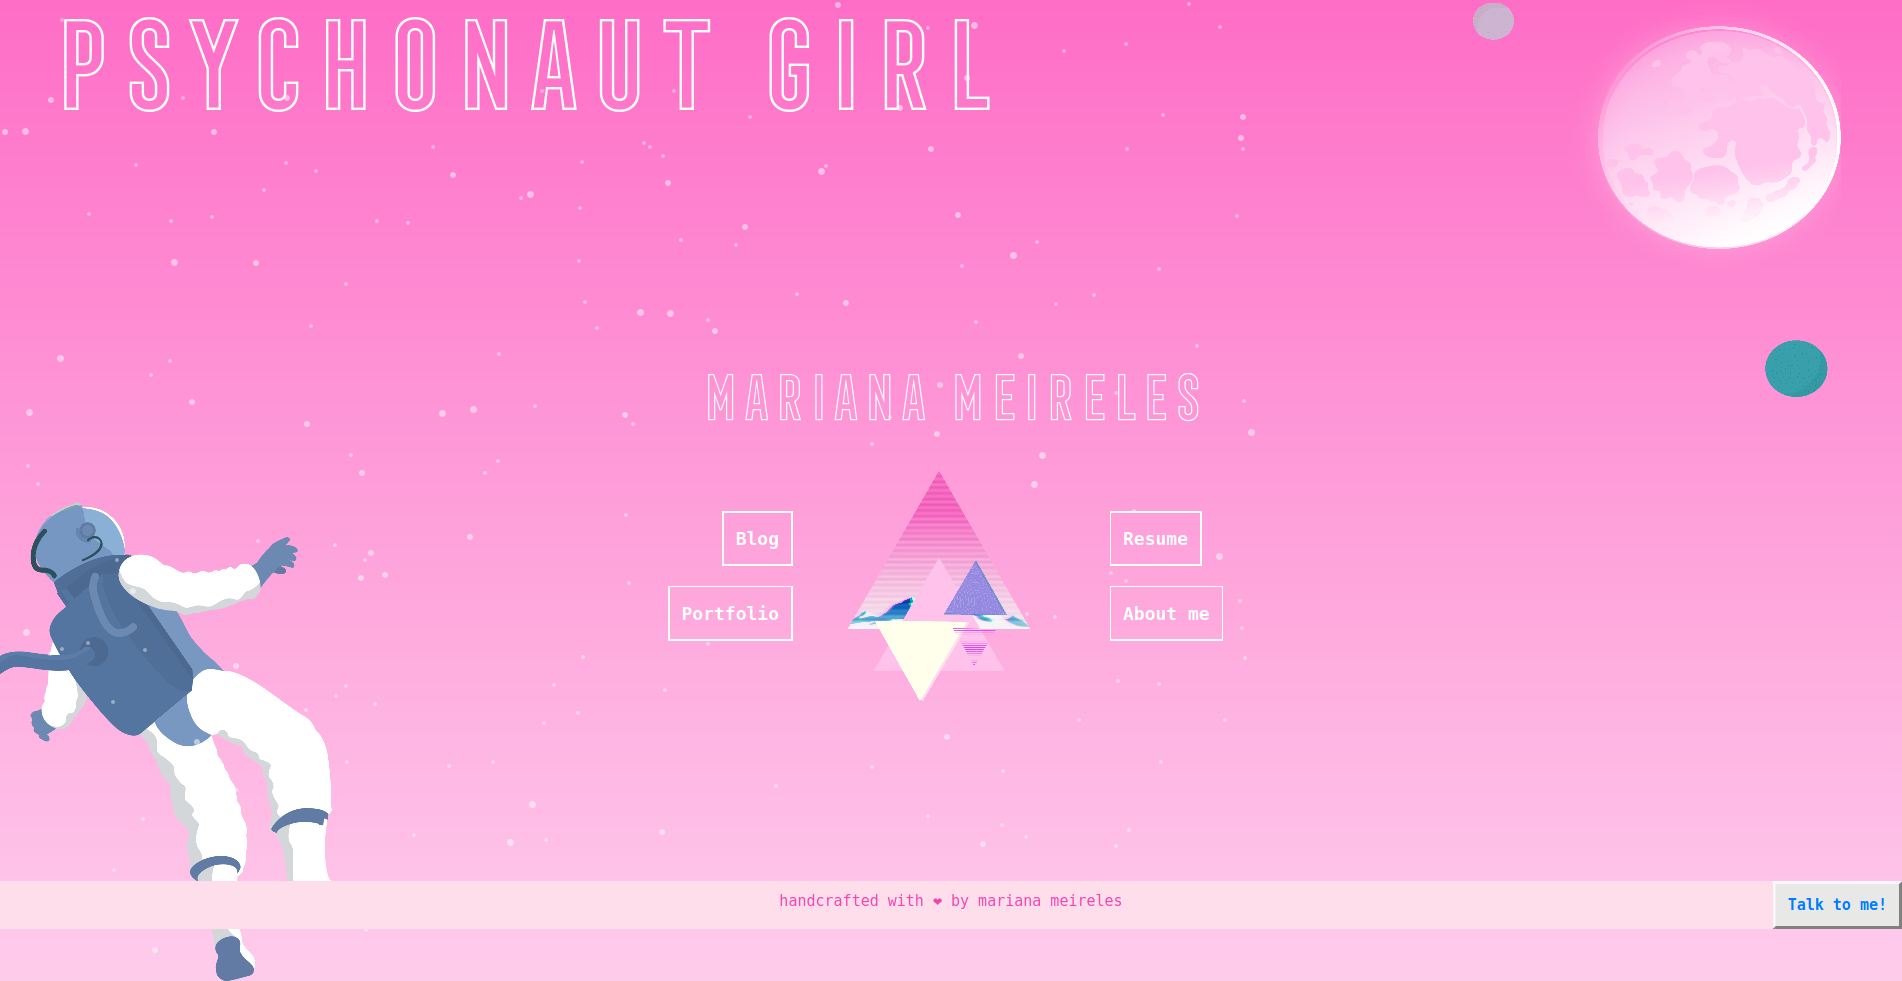 PSYCHONAUT GIRL
MARIANA MEIRELES
Blog
Resume
Portfolio
About me
handcrafted with ❤ by mariana meireles
Talk to me!